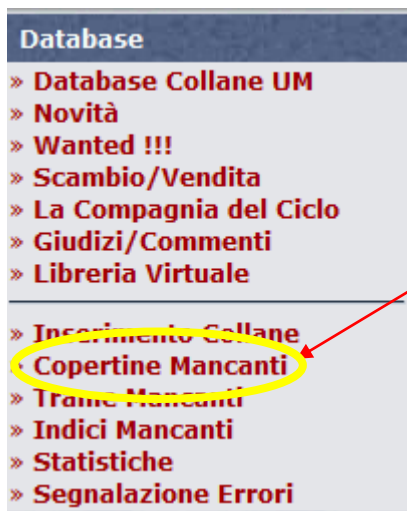 Database
» Database Collane UM
» Novità
» Wanted !!!
» Scambio/Vendita
» La Compagnia del Ciclo
» Giudizi/Commenti
» Libreria Virtuale
» Inserimento Collane
» Copertine Mancanti
» Trame Mancanti
» Indici Mancanti
» Statistiche
» Segnalazione Errori